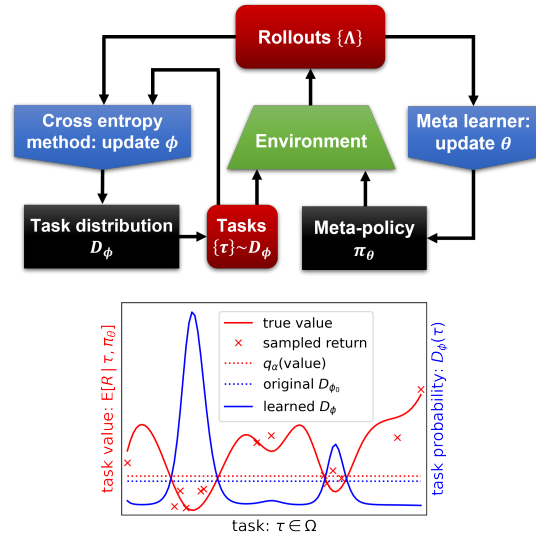 Rollouts {Λ}
Cross entropy
method: update ϕ
Environment
Meta learner:
update θ
Task distribution
D_ϕ
Tasks
{τ}~D_ϕ
Meta-policy
π_θ
task value: E[R | τ, π_θ]
true value
sampled return
q_α(value)
original D_ϕ₀
learned D_ϕ
task probability: D_ϕ(τ)
task: τ ∈ Ω